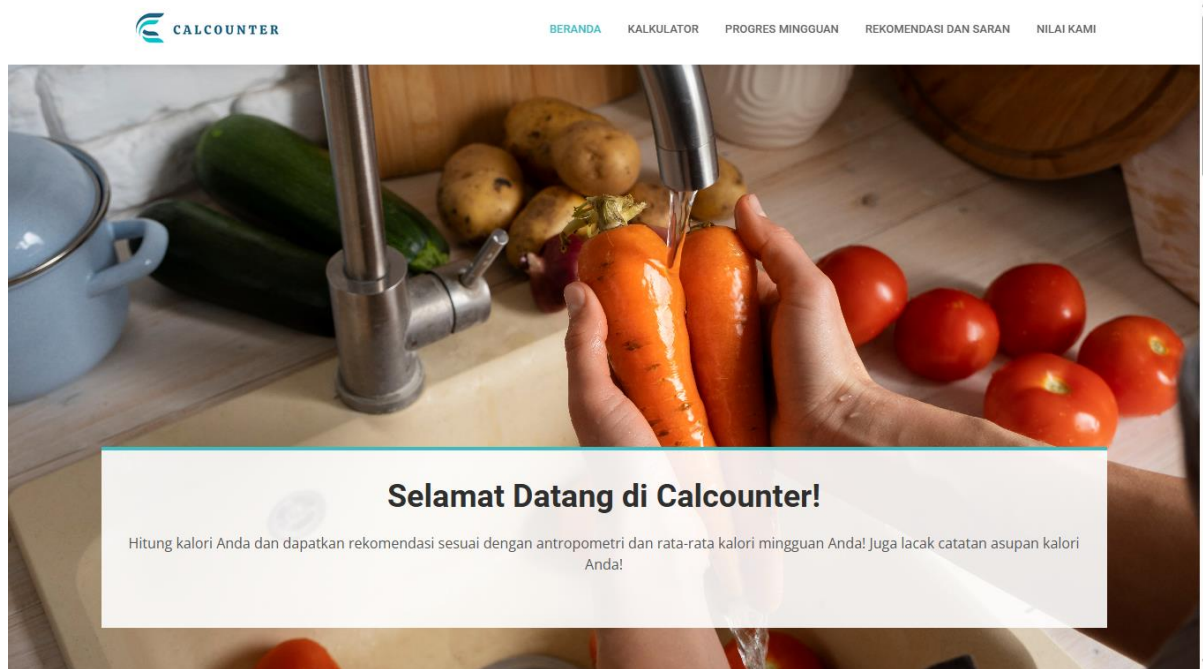 CALCOUNTER
BERANDA KALKULATOR PROGRES MINGGUAN REKOMENDASI DAN SARAN NILAI KAMI
Selamat Datang di Calcounter!
Hitung kalori Anda dan dapatkan rekomendasi sesuai dengan antropometri dan rata-rata kalori mingguan Anda! Juga lacak catatan asupan kalori
Anda!